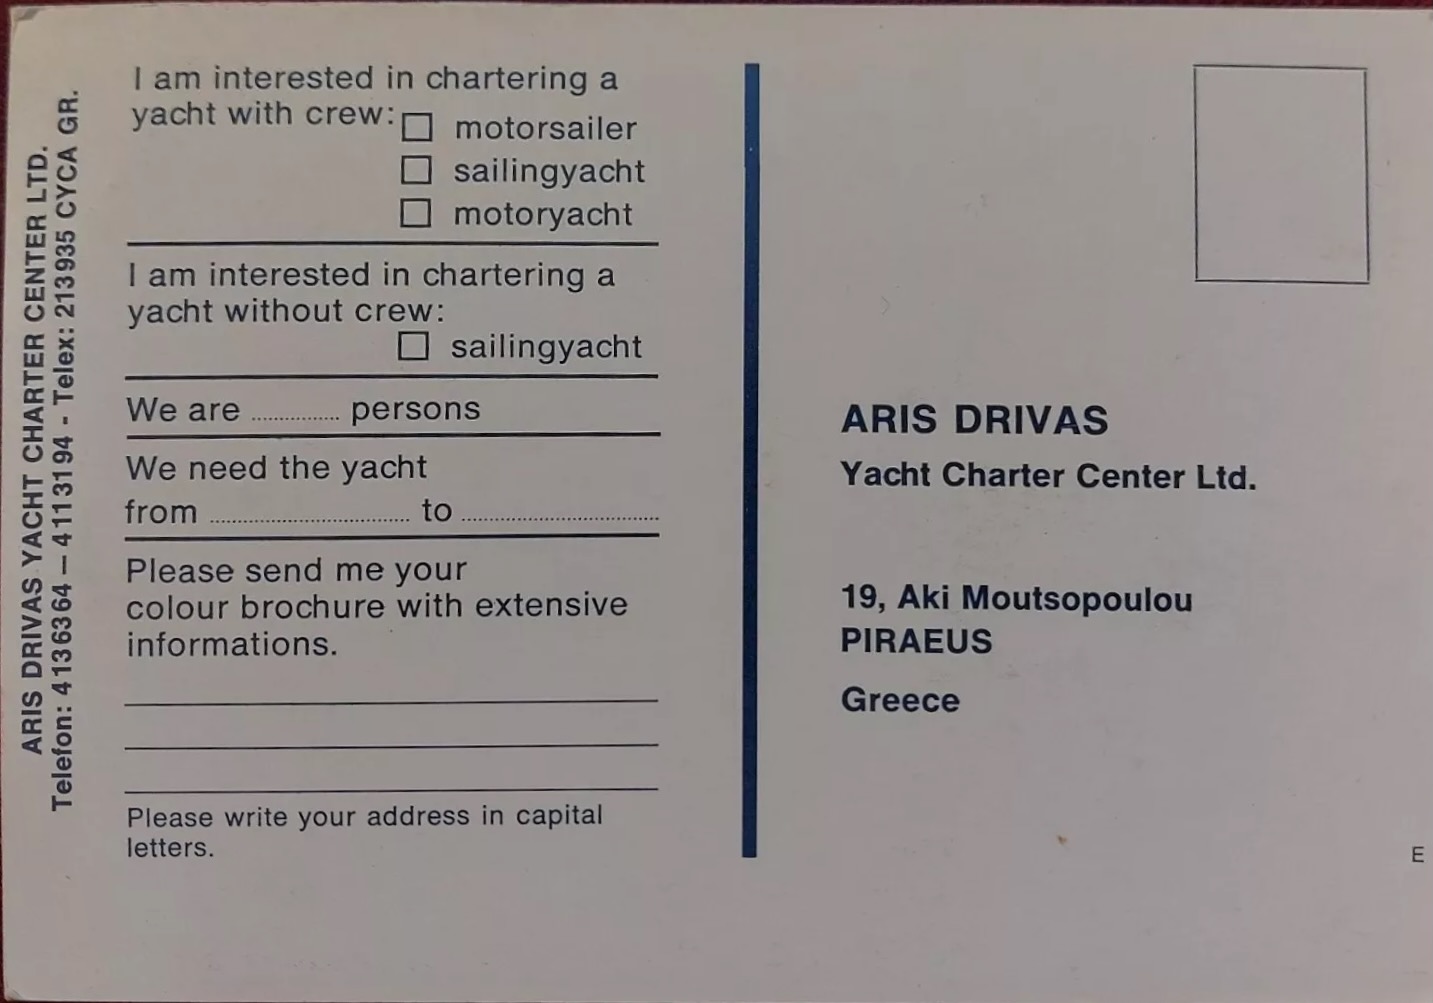 ARIS DRIVAS YACHT CHARTER CENTER LTD.
Telefon: 4136364 — 4113194 - Telex: 213935 CYCA GR.
I am interested in chartering a
yacht with crew:
motorsailer
sailingyacht
motoryacht
I am interested in chartering a
yacht without crew:
sailingyacht
We are ............... persons
We need the yacht
from ............... to ...............
Please send me your
colour brochure with extensive
informations.
Please write your address in capital
letters.
ARIS DRIVAS
Yacht Charter Center Ltd.
19, Aki Moutsopoulou
PIRAEUS
Greece
E